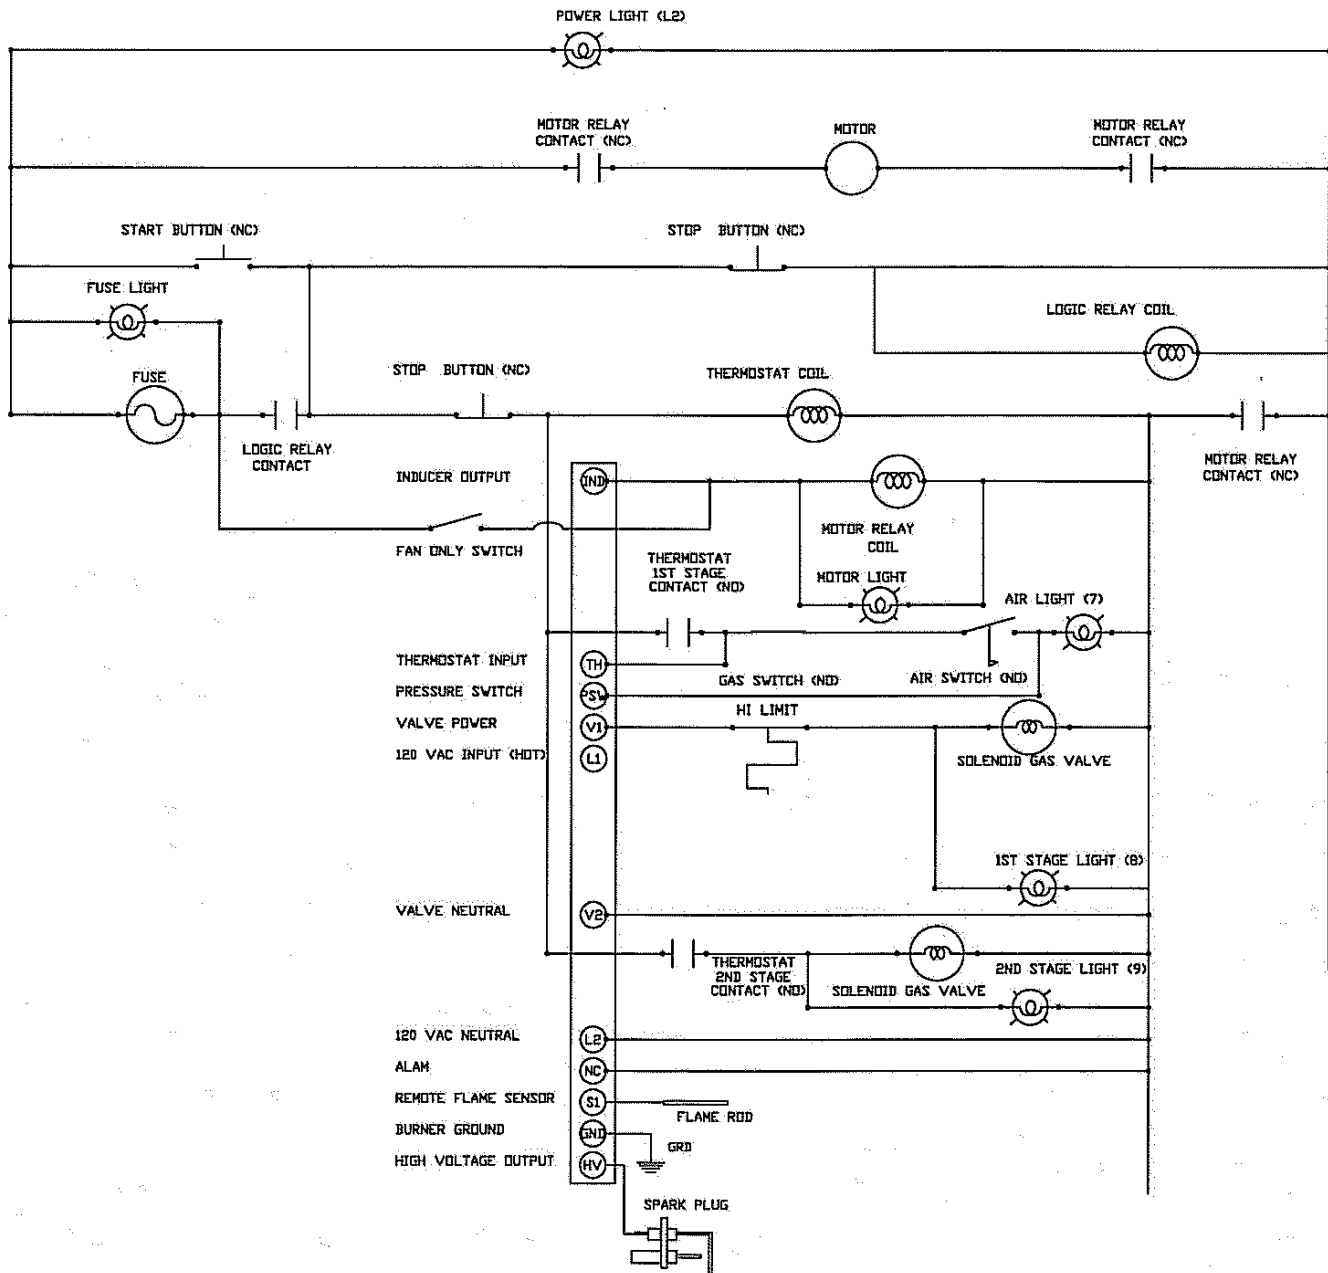 POWER LIGHT (L2)
MOTOR RELAY
CONTACT (NC)
MOTOR
MOTOR RELAY
CONTACT (NC)
START BUTTON (NC)
STOP BUTTON (NC)
FUSE LIGHT
LOGIC RELAY COIL
FUSE
STOP BUTTON (NC)
THERMOSTAT COIL
LOGIC RELAY
CONTACT
MOTOR RELAY
CONTACT (NC)
INDUCER OUTPUT
IND
MOTOR RELAY
COIL
FAN ONLY SWITCH
THERMOSTAT
1ST STAGE
CONTACT (NO)
MOTOR LIGHT
AIR LIGHT (7)
THERMOSTAT INPUT
TH
GAS SWITCH (NO)
AIR SWITCH (NO)
PRESSURE SWITCH
PSW
HI LIMIT
VALVE POWER
V1
120 VAC INPUT (HOT)
L1
SOLENOID GAS VALVE
1ST STAGE LIGHT (8)
VALVE NEUTRAL
V2
THERMOSTAT
2ND STAGE
CONTACT (NO)
SOLENOID GAS VALVE
2ND STAGE LIGHT (9)
120 VAC NEUTRAL
L2
ALAM
NC
REMOTE FLAME SENSOR
S1
FLAME ROD
BURNER GROUND
GND
GRD
HIGH VOLTAGE OUTPUT
HV
SPARK PLUG